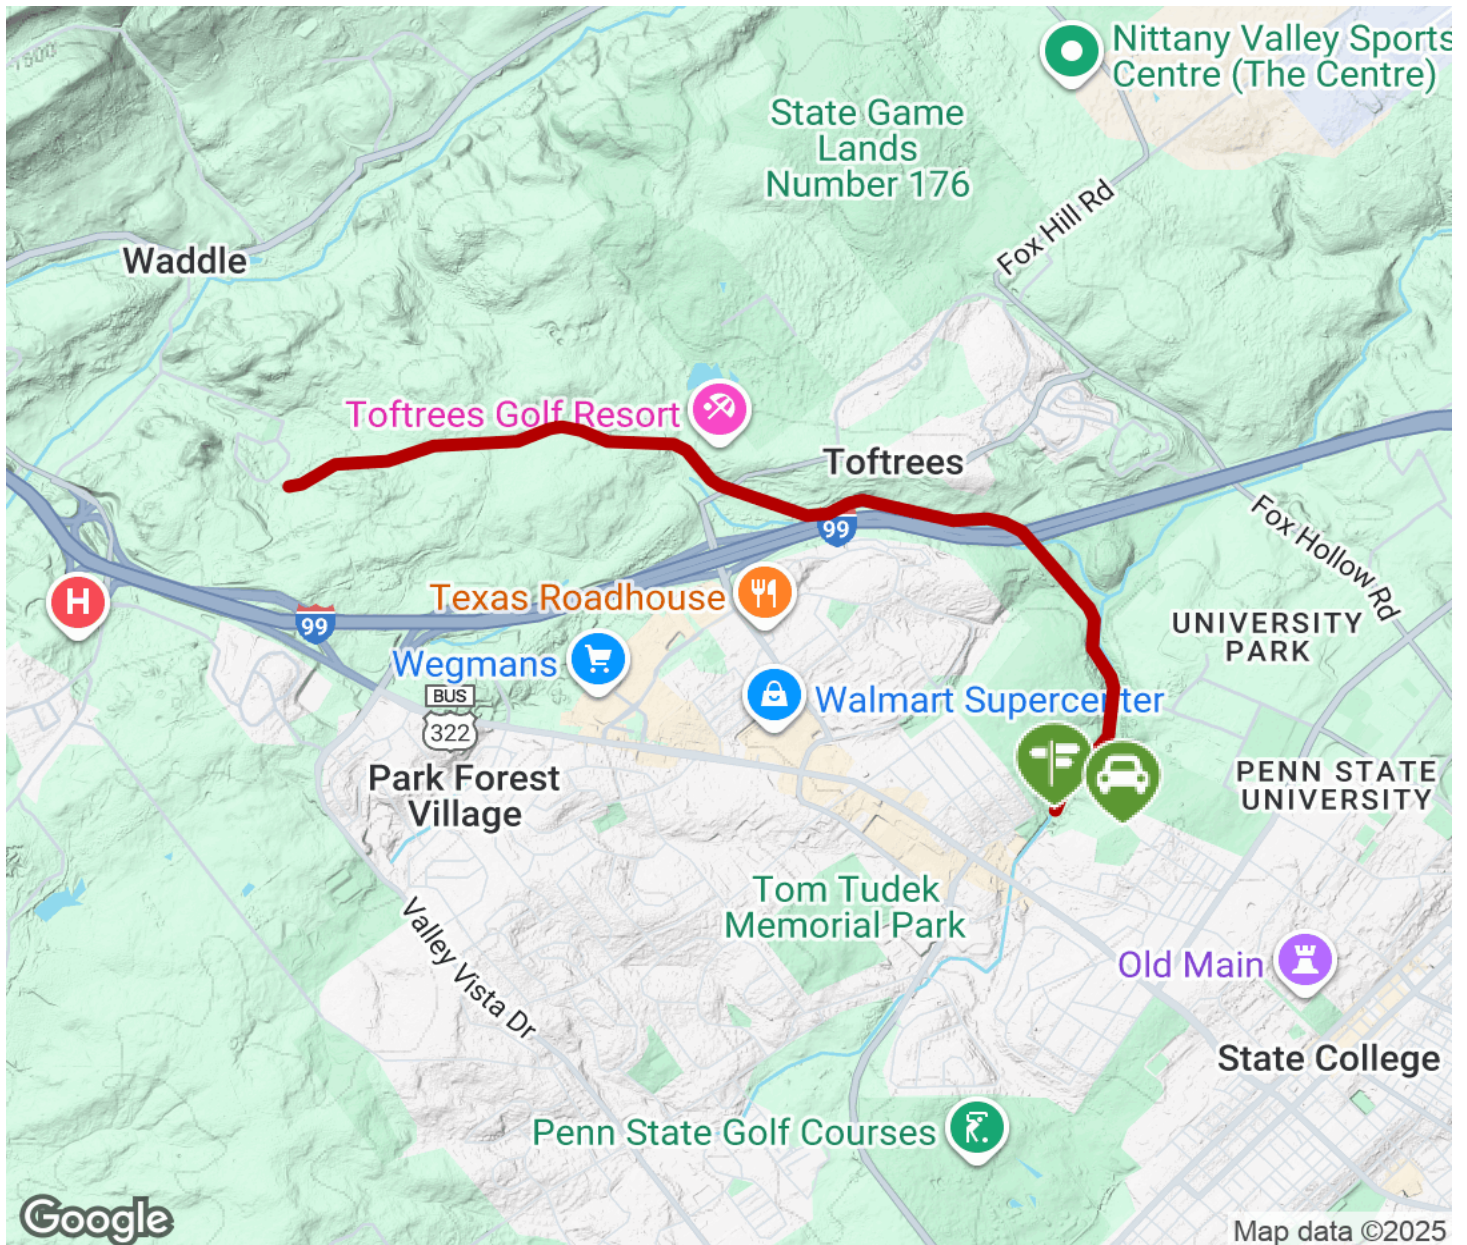 Nittany Valley Sports
Centre (The Centre)
State Game
Lands
Number 176
Fox Hill Rd
Waddle
Toftrees Golf Resort
Toftrees
99
Fox Hollow Rd
H
Texas Roadhouse
99
UNIVERSITY
PARK
Wegmans
BUS
322
Walmart Supercenter
Park Forest
Village
PENN STATE
UNIVERSITY
Tom Tudek
Memorial Park
Valley Vista Dr
Old Main
State College
Penn State Golf Courses
Google
Map data ©2025